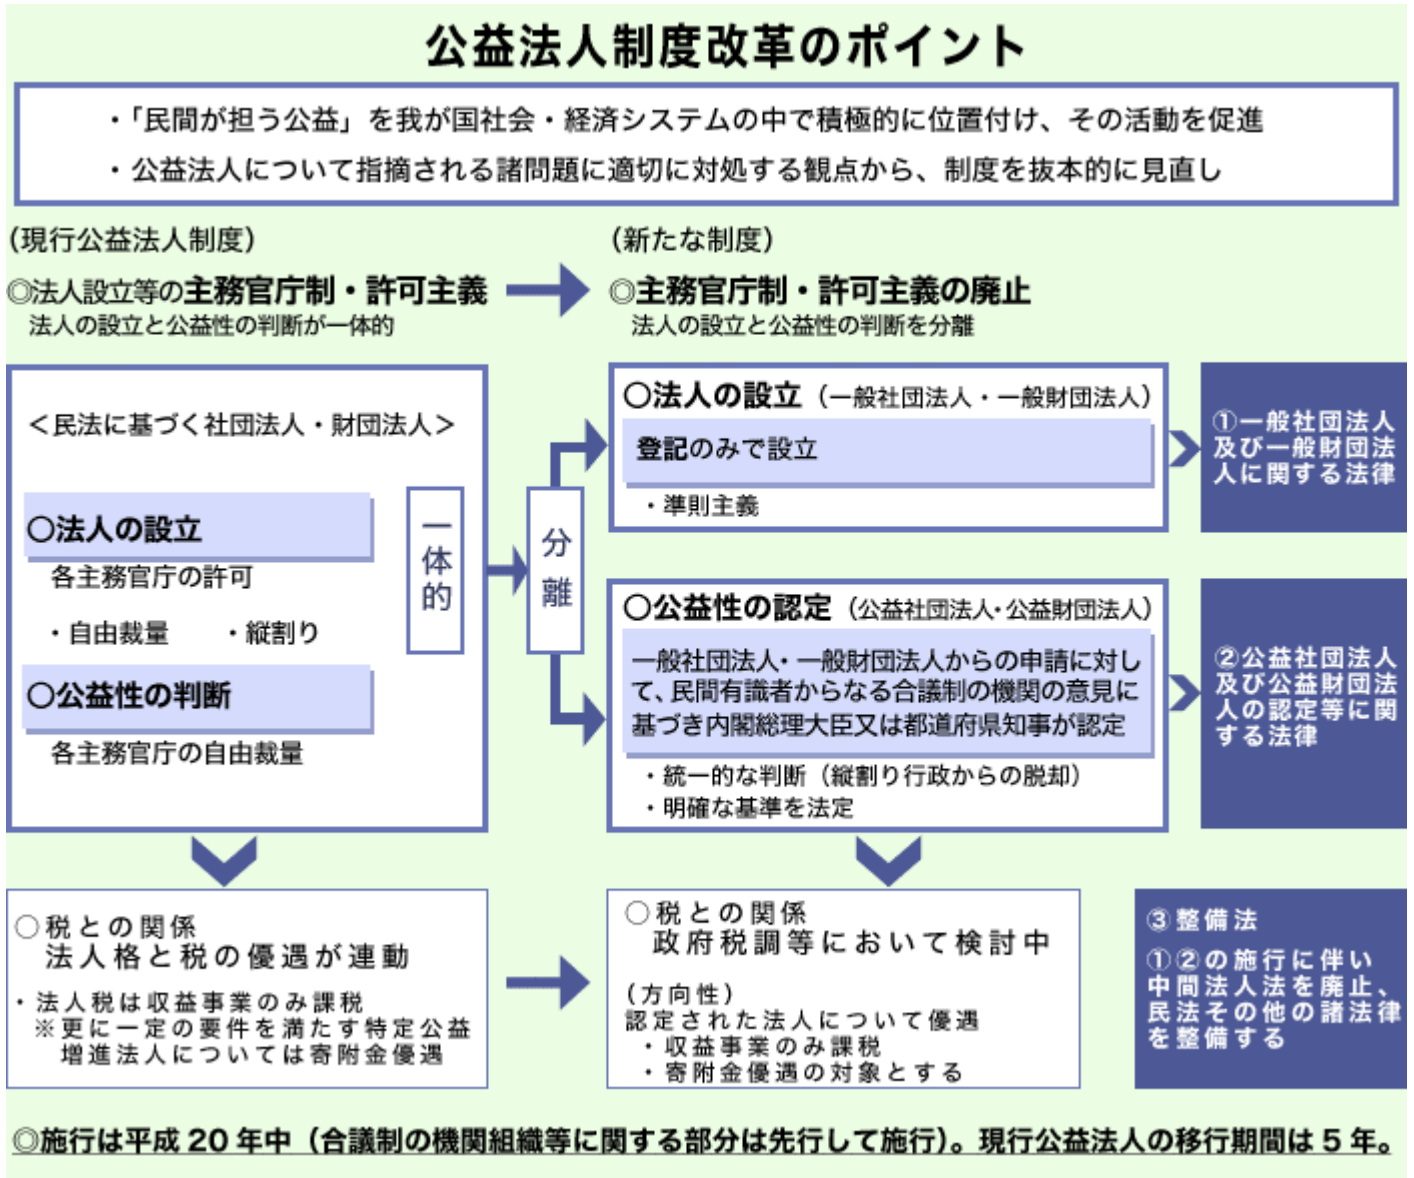 公益法人制度改革のポイント
・「民間が担う公益」を我が国社会・経済システムの中で積極的に位置付け、その活動を促進
・公益法人について指摘される諸問題に適切に対処する観点から、制度を抜本的に見直し
（現行公益法人制度）
◎法人設立等の主務官庁制・許可主義
法人の設立と公益性の判断が一体的
（新たな制度）
◎主務官庁制・許可主義の廃止
法人の設立と公益性の判断を分離
＜民法に基づく社団法人・財団法人＞
〇法人の設立
各主務官庁の許可
・自由裁量　・縦割り
〇公益性の判断
各主務官庁の自由裁量
一体的
分離
〇法人の設立（一般社団法人・一般財団法人）
登記のみで設立
・準則主義
①一般社団法人
及び一般財団法
人に関する法律
〇公益性の認定（公益社団法人・公益財団法人）
一般社団法人・一般財団法人からの申請に対し
て、民間有識者からなる合議制の機関の意見に
基づき内閣総理大臣又は都道府県知事が認定
・統一的な判断（縦割り行政からの脱却）
・明確な基準を法定
②公益社団法人
及び公益財団法
人の認定等に関
する法律
〇税との関係
法人格と税の優遇が連動
・法人税は収益事業のみ課税
※更に一定の要件を満たす特定公益
増進法人については寄附金優遇
〇税との関係
政府税調等において検討中
（方向性）
認定された法人について優遇
・収益事業のみ課税
・寄附金優遇の対象とする
③整備法
①②の施行に伴い
中間法人法を廃止、
民法その他の諸法律
を整備する
◎施行は平成 20 年中（合議制の機関組織等に関する部分は先行して施行）。現行公益法人の移行期間は 5 年。